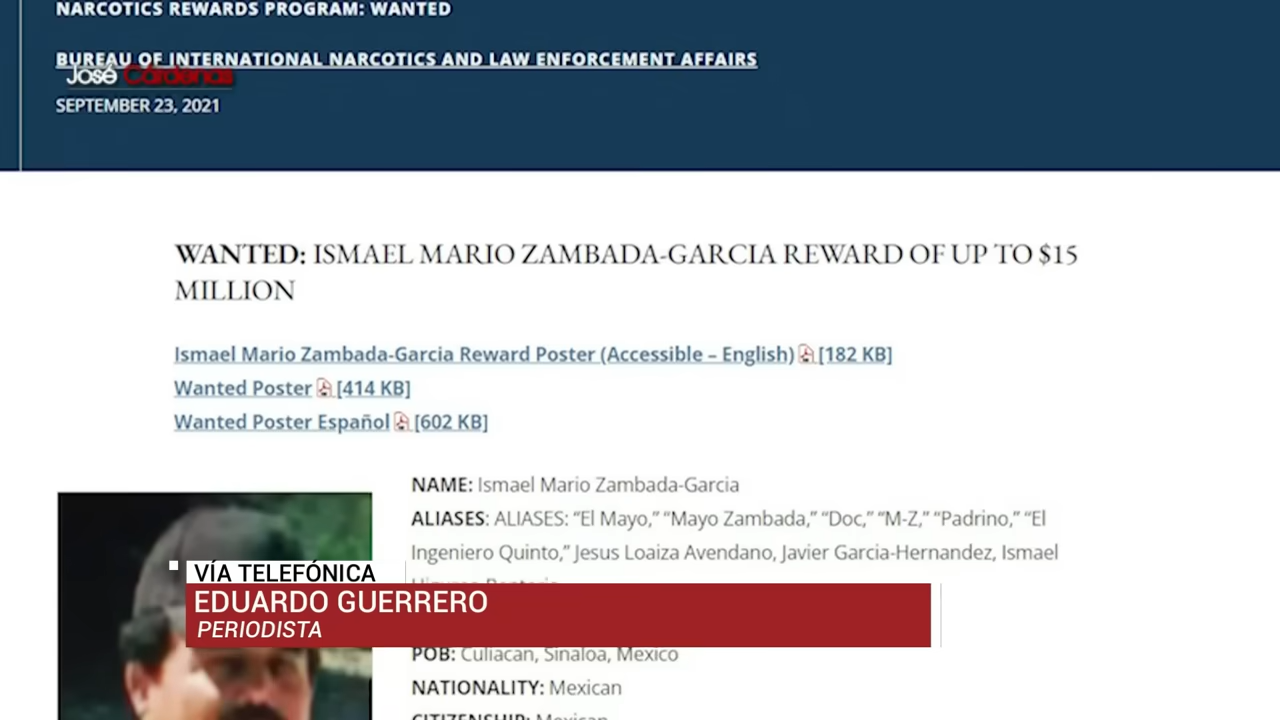 NARCOTICS REWARDS PROGRAM: WANTED
BUREAU OF INTERNATIONAL NARCOTICS AND LAW ENFORCEMENT AFFAIRS
José Cárdenas
SEPTEMBER 23, 2021
WANTED: ISMAEL MARIO ZAMBADA-GARCIA REWARD OF UP TO $15
MILLION
Ismael Mario Zambada-Garcia Reward Poster (Accessible – English) [182 KB]
Wanted Poster [414 KB]
Wanted Poster Español [602 KB]
NAME: Ismael Mario Zambada-Garcia
ALIASES: ALIASES: “El Mayo,” “Mayo Zambada,” “Doc,” “M-Z,” “Padrino,” “El
Ingeniero Quinto,” Jesus Loaiza Avendano, Javier Garcia-Hernandez, Ismael
VÍA TELEFÓNICA
EDUARDO GUERRERO
PERIODISTA
POB: Culiacan, Sinaloa, Mexico
NATIONALITY: Mexican
CITIZENSHIP: Mexican